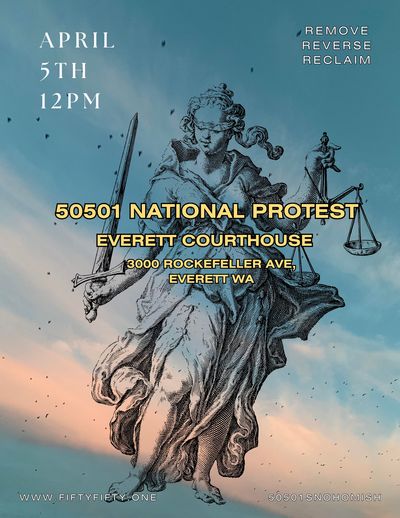 APRIL
5TH
12PM
REMOVE
REVERSE
RECLAIM
50501 NATIONAL PROTEST
EVERETT COURTHOUSE
3000 ROCKEFELLER AVE,
EVERETT WA
WWW.FIFTYFIFTY.ONE
50501SNOHOMISH